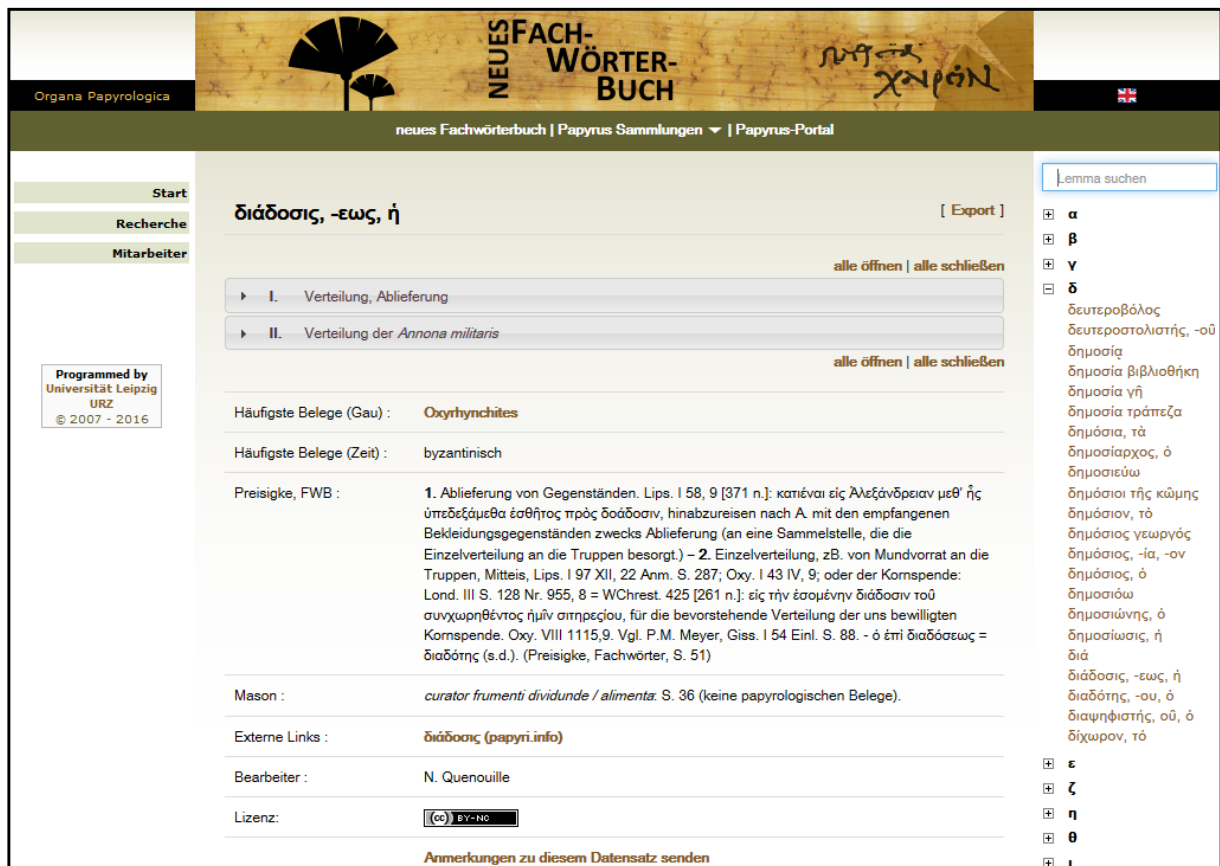 NEUES
FACH-
WÖRTER-
BUCH
Organa Papyrologica
neues Fachwörterbuch | Papyrus Sammlungen | Papyrus-Portal
Start
Recherche
Mitarbeiter
Programmed by
Universität Leipzig
URZ
© 2007 - 2016
διάδοσις, -εως, ἡ
[ Export ]
alle öffnen | alle schließen
I. Verteilung, Ablieferung
II. Verteilung der Annona militaris
alle öffnen | alle schließen
Häufigste Belege (Gau) : Oxyrhynchites
Häufigste Belege (Zeit) : byzantinisch
Preisigke, FWB : 1. Ablieferung von Gegenständen. Lips. I 58, 9 [371 n.]: κατιέναι εἰς Ἀλεξάνδρειαν μεθ' ἧς
ὑπεδεξάμεθα ἐσθῆτος πρὸς δοάδοσιν, hinabzureisen nach A. mit den empfangenen
Bekleidungsgegenständen zwecks Ablieferung (an eine Sammelstelle, die die
Einzelverteilung an die Truppen besorgt.) – 2. Einzelverteilung, zB. von Mundvorrat an die
Truppen, Mitteis, Lips. I 97 XII, 22 Anm. S. 287; Oxy. I 43 IV, 9; oder der Kornspende:
Lond. III S. 128 Nr. 955, 8 = WChrest. 425 [261 n.]: εἰς τὴν ἐσομένην διάδοσιν τοῦ
συνχωρηθέντος ἡμῖν σιτηρεςίου, für die bevorstehende Verteilung der uns bewilligten
Kornspende. Oxy. VIII 1115,9. Vgl. P.M. Meyer, Giss. I 54 Einl. S. 88. - ὁ ἐπὶ διαδόσεως =
διαδότης (s.d.). (Preisigke, Fachwörter, S. 51)
Mason : curator frumenti dividunde / alimenta: S. 36 (keine papyrologischen Belege).
Externe Links : διάδοσις (papyri.info)
Bearbeiter : N. Quenouille
Lizenz: (cc) BY-NC
Anmerkungen zu diesem Datensatz senden
Lemma suchen
α
β
γ
δ
δευτεροβόλος
δευτεροστολιστής, -οῦ
δημοσίᾳ
δημοσία βιβλιοθήκη
δημοσία γῆ
δημοσία τράπεζα
δημόσια, τὰ
δημοσίαρχος, ὁ
δημοσιεύω
δημόσιοι τῆς κώμης
δημόσιον, τὸ
δημόσιος γεωργός
δημόσιος, -ία, -ον
δημόσιος, ὁ
δημοσιόω
δημοσιώνης, ὁ
δημοσίωσις, ἡ
διά
διάδοσις, -εως, ἡ
διαδότης, -ου, ὁ
διαψηφιστής, οῦ, ὁ
δίχωρον, τό
ε
ζ
η
θ
ι